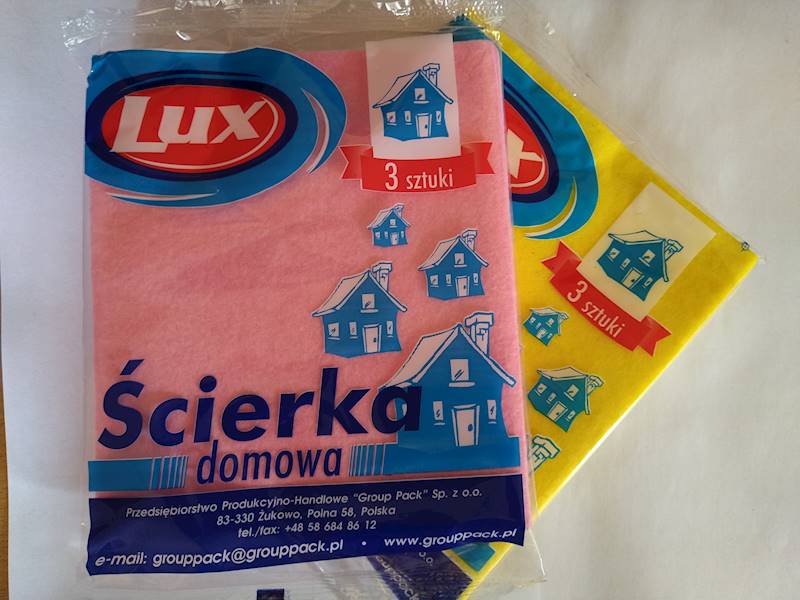 Lux
3 sztuki
Ścierka
domowa
Przedsiębiorstwo Produkcyjno-Handlowe "Group Pack" Sp. z o.o.
83-330 Żukowo, Polna 58, Polska
tel./fax: +48 58 684 86 12
e-mail: grouppack@grouppack.pl • www.grouppack.pl
x
3 sztuki